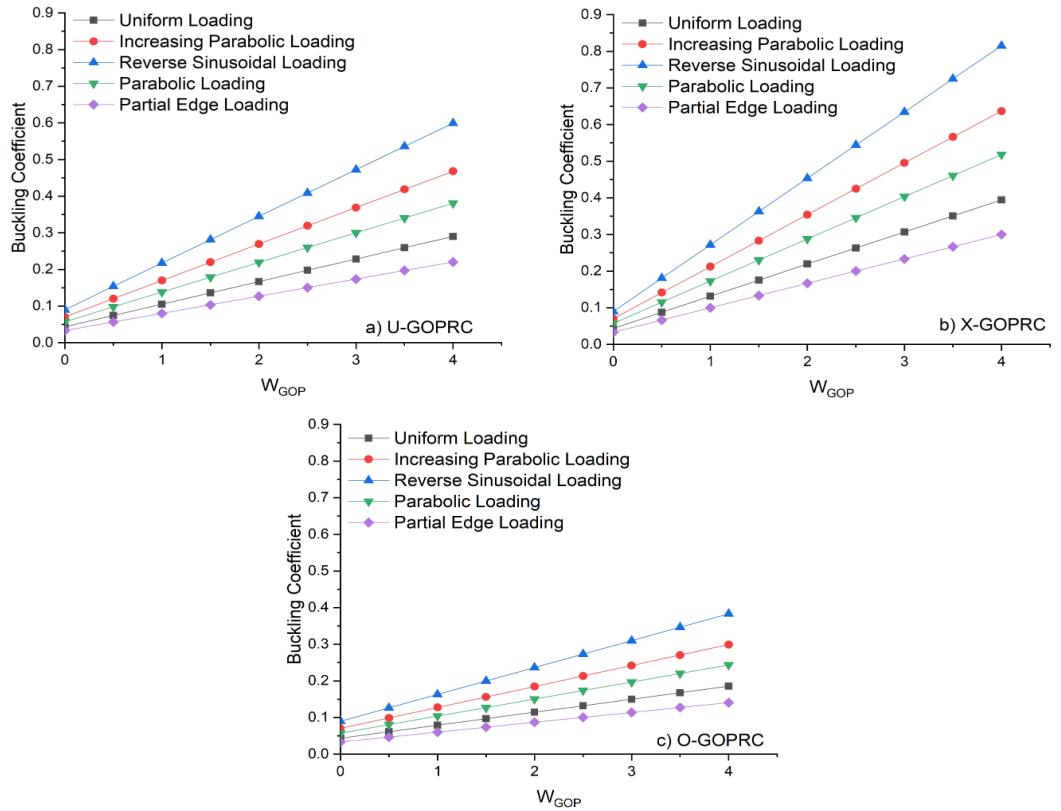 Uniform Loading
Increasing Parabolic Loading
Reverse Sinusoidal Loading
Parabolic Loading
Partial Edge Loading
Buckling Coefficient
0.9
0.8
0.7
0.6
0.5
0.4
0.3
0.2
0.1
0.0
0 1 2 3 4
W_GOP
a) U-GOPRC
Uniform Loading
Increasing Parabolic Loading
Reverse Sinusoidal Loading
Parabolic Loading
Partial Edge Loading
Buckling Coefficient
0.9
0.8
0.7
0.6
0.5
0.4
0.3
0.2
0.1
0.0
0 1 2 3 4
W_GOP
b) X-GOPRC
Uniform Loading
Increasing Parabolic Loading
Reverse Sinusoidal Loading
Parabolic Loading
Partial Edge Loading
Buckling Coefficient
0.9
0.8
0.7
0.6
0.5
0.4
0.3
0.2
0.1
0.0
0 1 2 3 4
W_GOP
c) O-GOPRC